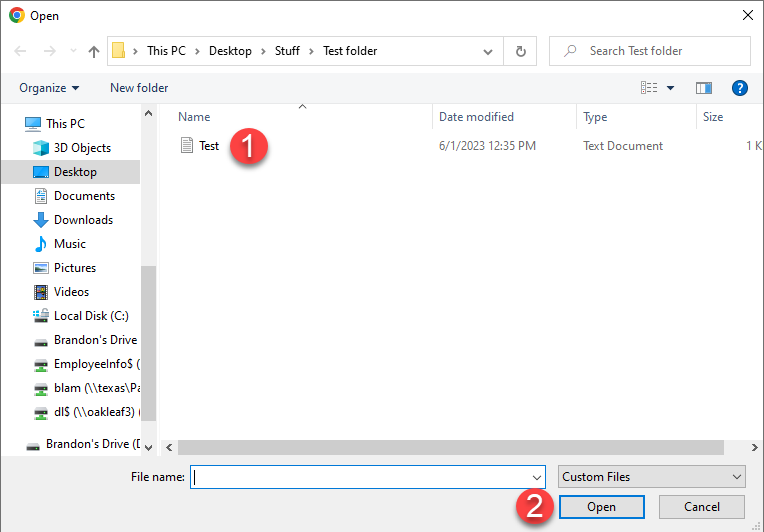 Open
This PC > Desktop > Stuff > Test folder
Search Test folder
Organize
New folder
?
Name
Date modified
Type
Size
Test
1
6/1/2023 12:35 PM
Text Document
1 K
This PC
3D Objects
Desktop
Documents
Downloads
Music
Pictures
Videos
Local Disk (C:)
Brandon's Drive
EmployeeInfo$ (
blam (\\texas\Pa
dl$ (\\oakleaf3) (
Brandon's Drive (D
File name:
Custom Files
2
Open
Cancel